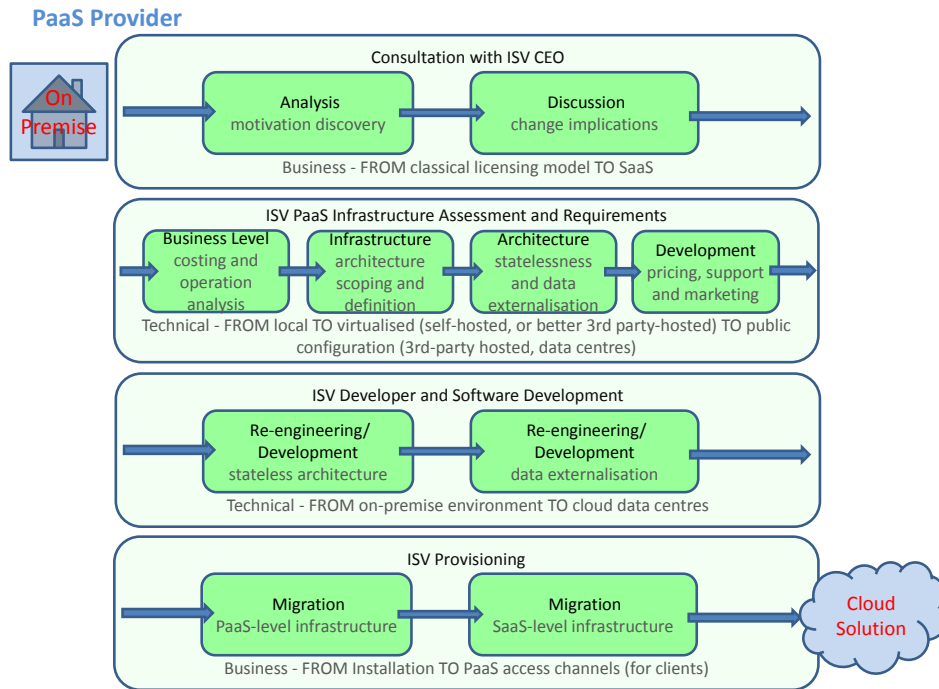 PaaS Provider
On
Premise
Consultation with ISV CEO
Analysis
motivation discovery
Discussion
change implications
Business - FROM classical licensing model TO SaaS
ISV PaaS Infrastructure Assessment and Requirements
Business Level
costing and
operation
analysis
Infrastructure
architecture
scoping and
definition
Architecture
statelessness
and data
externalisation
Development
pricing, support
and marketing
Technical - FROM local TO virtualised (self-hosted, or better 3rd party-hosted) TO public
configuration (3rd-party hosted, data centres)
ISV Developer and Software Development
Re-engineering/
Development
stateless architecture
Re-engineering/
Development
data externalisation
Technical - FROM on-premise environment TO cloud data centres
ISV Provisioning
Migration
PaaS-level infrastructure
Migration
SaaS-level infrastructure
Cloud
Solution
Business - FROM Installation TO PaaS access channels (for clients)